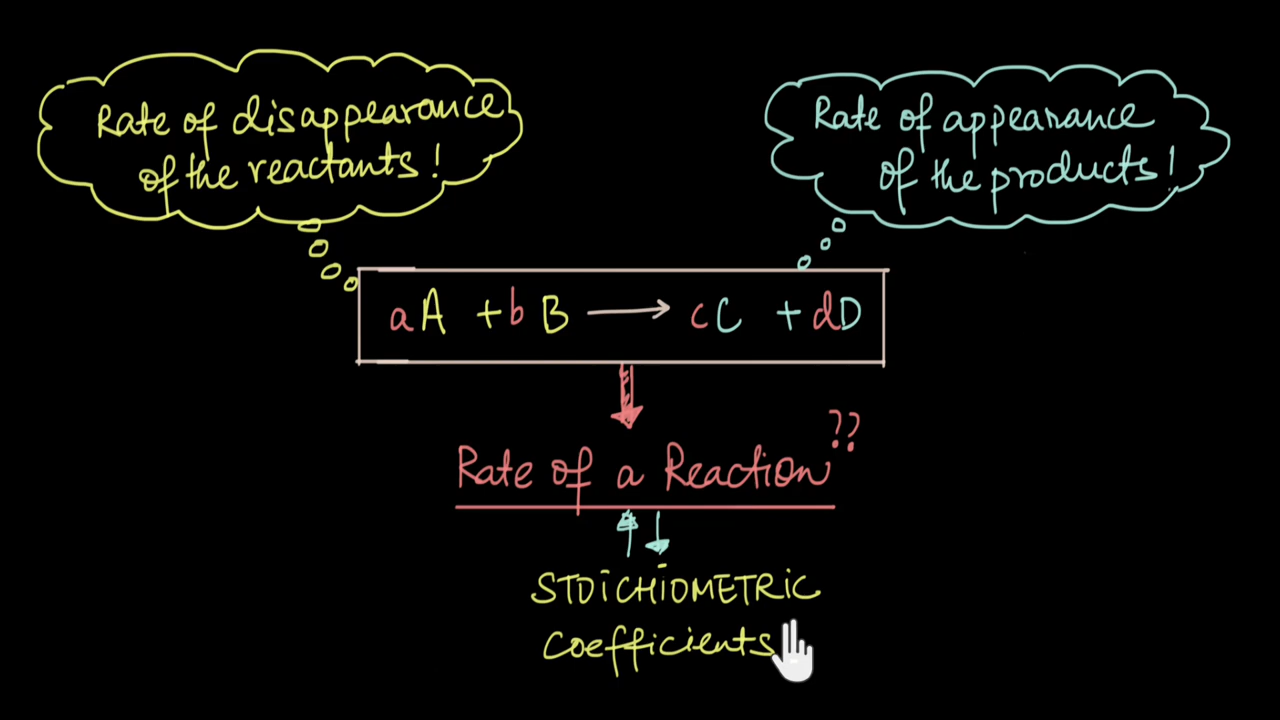 Rate of disappearance
of the reactants!
Rate of appearance
of the products!
aA + bB → cC + dD
Rate of a Reaction??
STOICHIOMETRIC
Coefficients